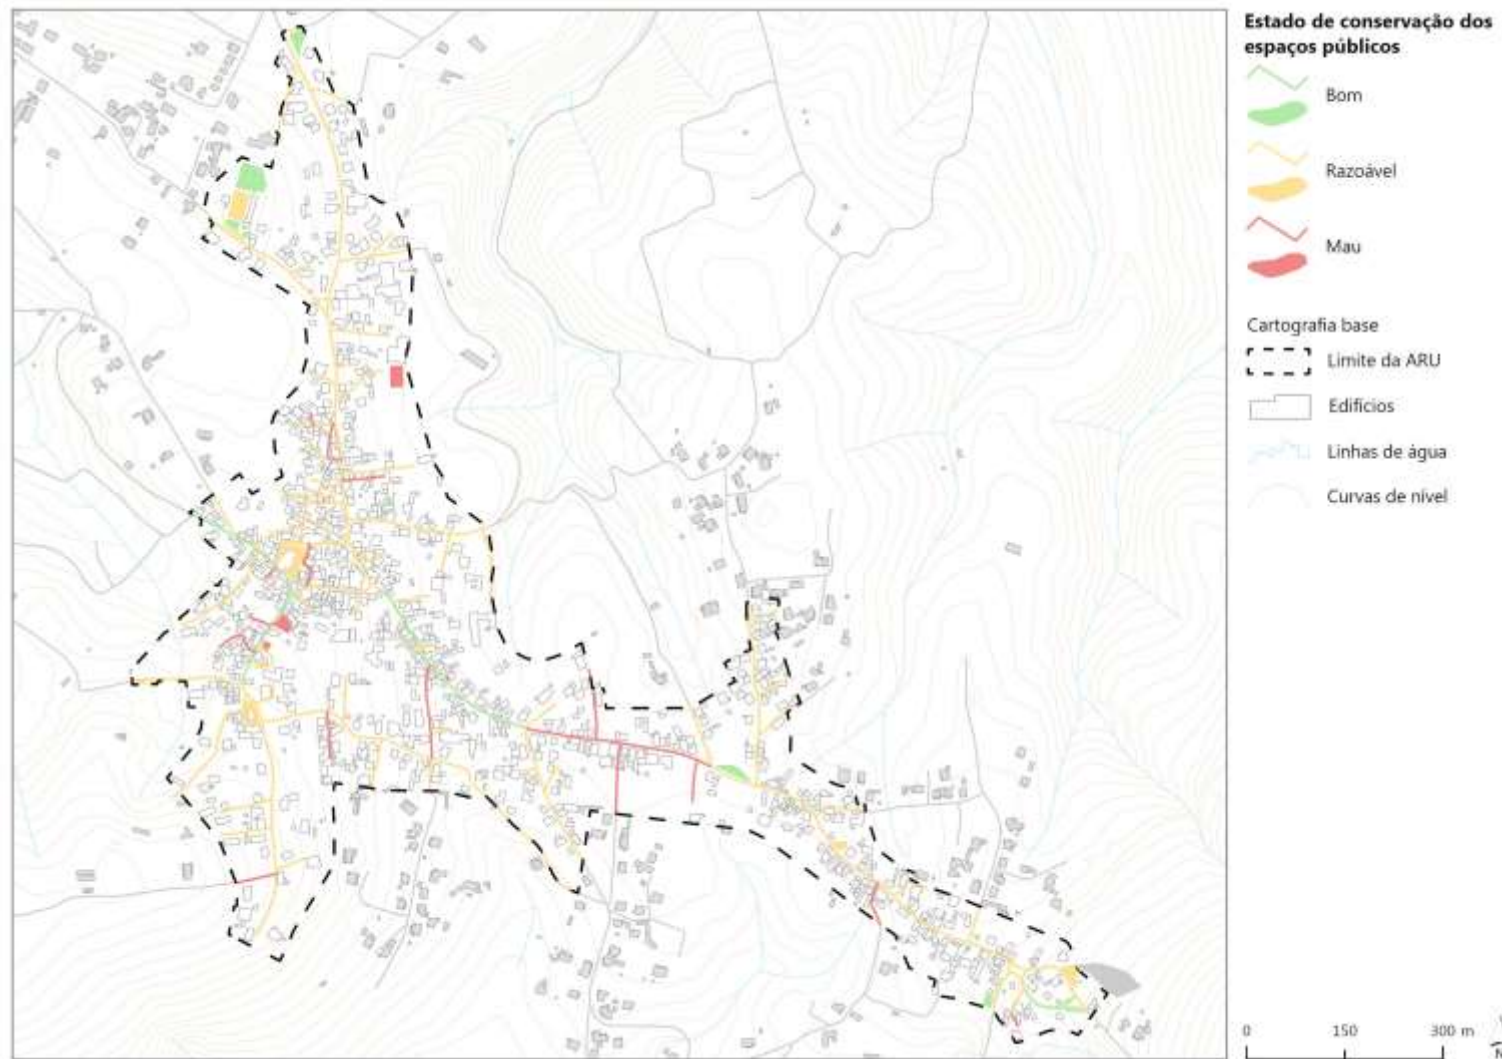 Estado de conservação dos
espaços públicos
Bom
Razoável
Mau
Cartografia base
Limite da ARU
Edifícios
Linhas de água
Curvas de nível
0 150 300 m